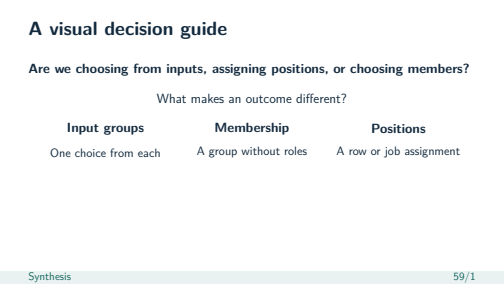 A visual decision guide
Are we choosing from inputs, assigning positions, or choosing members?
What makes an outcome different?
Input groups
One choice from each
Membership
A group without roles
Positions
A row or job assignment
Synthesis
59/1